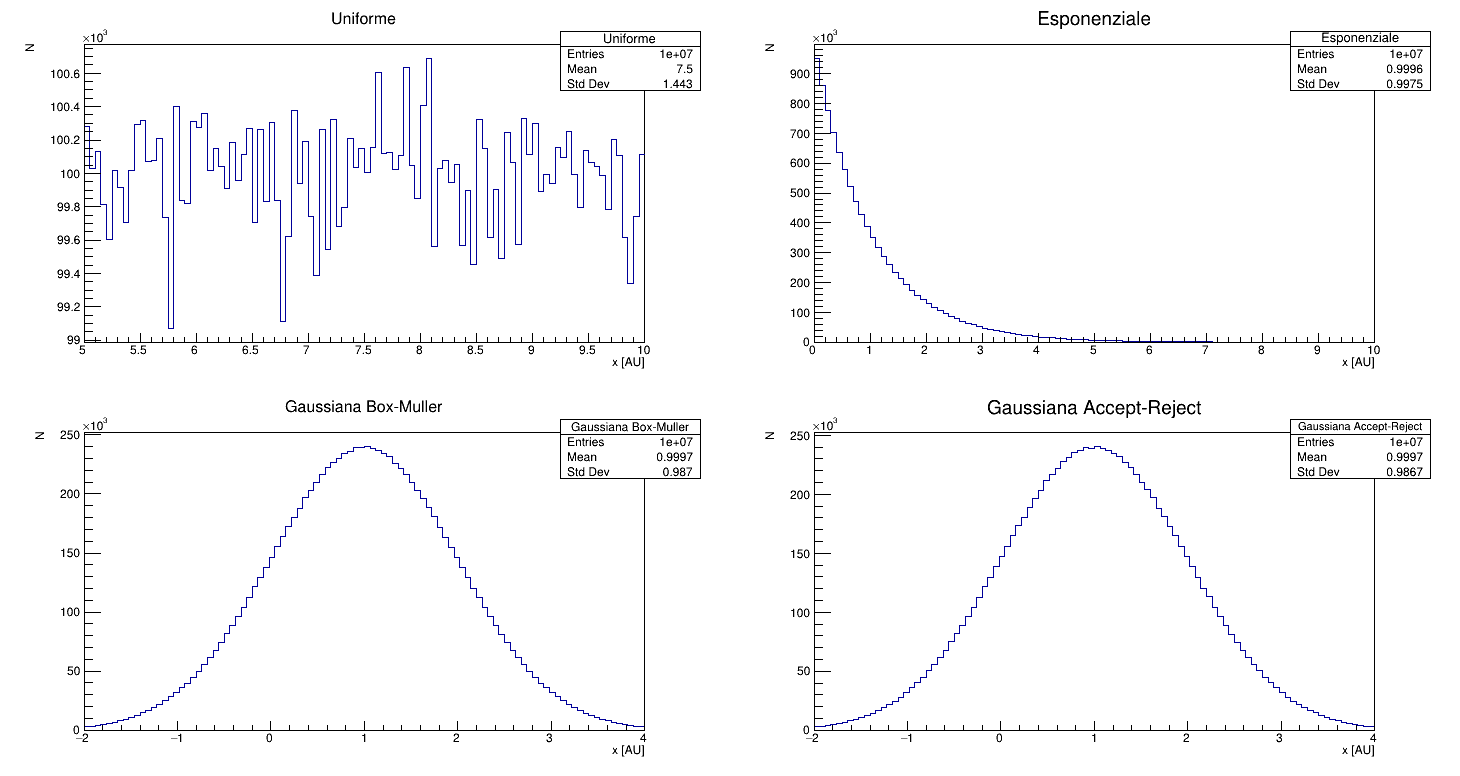 Uniforme
N
×10³
Uniforme
Entries 1e+07
Mean 7.5
Std Dev 1.443
100.6
100.4
100.2
100
99.8
99.6
99.4
99.2
99
5 5.5 6 6.5 7 7.5 8 8.5 9 9.5 10
x [AU]
Esponenziale
N
×10³
Esponenziale
Entries 1e+07
Mean 0.9996
Std Dev 0.9975
900
800
700
600
500
400
300
200
100
0
0 1 2 3 4 5 6 7 8 9 10
x [AU]
Gaussiana Box-Muller
N
×10³
Gaussiana Box-Muller
Entries 1e+07
Mean 0.9997
Std Dev 0.987
250
200
150
100
50
0
−2 −1 0 1 2 3 4
x [AU]
Gaussiana Accept-Reject
N
×10³
Gaussiana Accept-Reject
Entries 1e+07
Mean 0.9997
Std Dev 0.9867
250
200
150
100
50
0
−2 −1 0 1 2 3 4
x [AU]